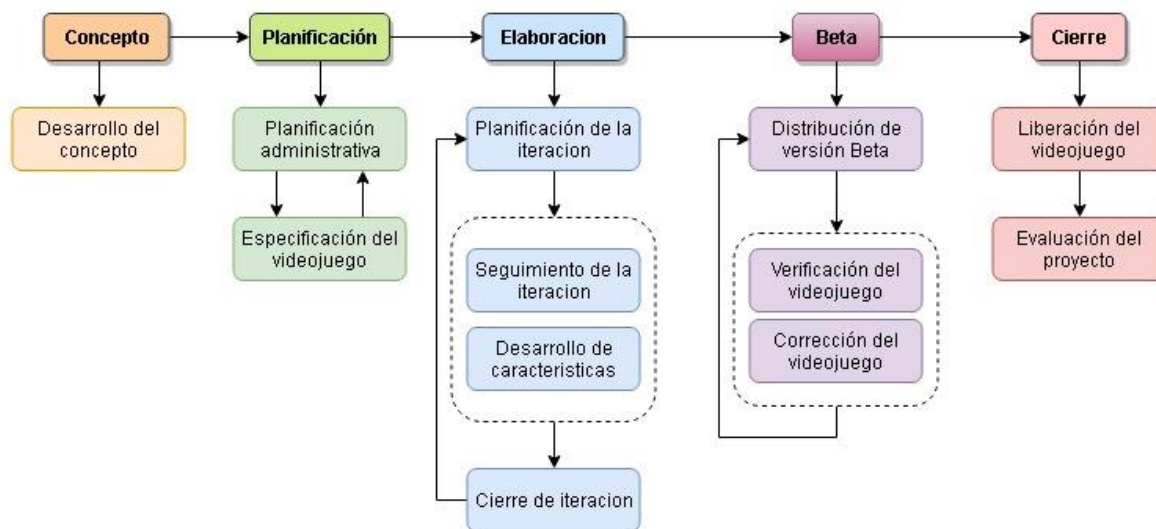 Concepto
Planificación
Elaboracion
Beta
Cierre
Desarrollo del
concepto
Planificación
administrativa
Especificación del
videojuego
Planificación de la
iteracion
Seguimiento de la
iteracion
Desarrollo de
caracteristicas
Cierre de iteracion
Distribución de
versión Beta
Verificación del
videojuego
Corrección del
videojuego
Liberación del
videojuego
Evaluación del
proyecto